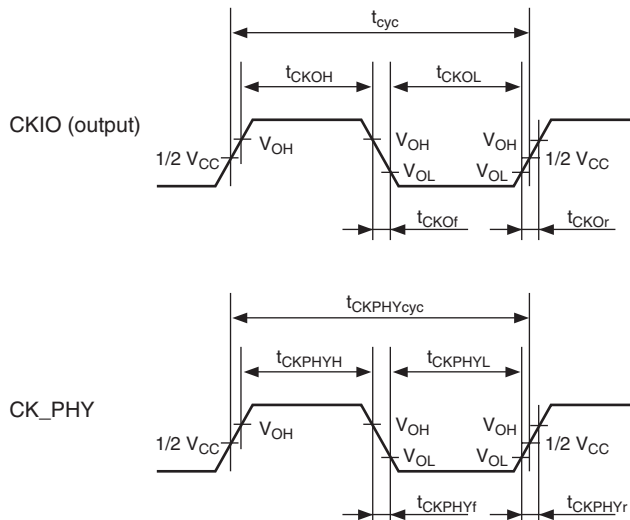 tcyc
tCKOH tCKOL
CKIO (output)
1/2 VCC VOH VOH VOL VOH VOL 1/2 VCC
tCKOf tCKOr
tCKPHYcyc
tCKPHYH tCKPHYL
CK_PHY
1/2 VCC VOH VOH VOL VOH VOL 1/2 VCC
tCKPHYf tCKPHYr